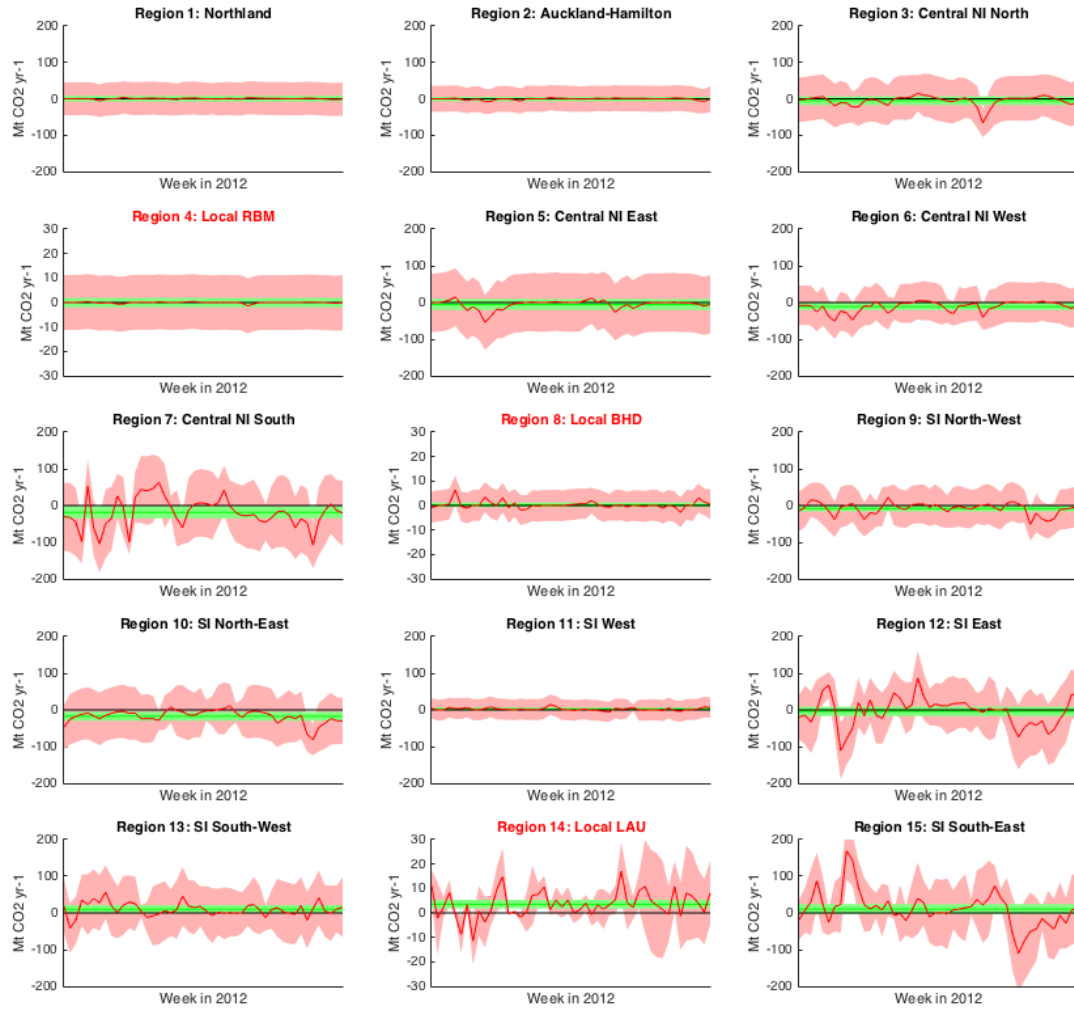 Region 1: Northland
Region 2: Auckland-Hamilton
Region 3: Central NI North
Mt CO2 yr-1
200
100
0
-100
-200
Week in 2012
Mt CO2 yr-1
200
100
0
-100
-200
Week in 2012
Mt CO2 yr-1
200
100
0
-100
-200
Week in 2012
Region 4: Local RBM
Region 5: Central NI East
Region 6: Central NI West
Mt CO2 yr-1
30
20
10
0
-10
-20
-30
Week in 2012
Mt CO2 yr-1
200
100
0
-100
-200
Week in 2012
Mt CO2 yr-1
200
100
0
-100
-200
Week in 2012
Region 7: Central NI South
Region 8: Local BHD
Region 9: SI North-West
Mt CO2 yr-1
200
100
0
-100
-200
Week in 2012
Mt CO2 yr-1
30
20
10
0
-10
-20
-30
Week in 2012
Mt CO2 yr-1
200
100
0
-100
-200
Week in 2012
Region 10: SI North-East
Region 11: SI West
Region 12: SI East
Mt CO2 yr-1
200
100
0
-100
-200
Week in 2012
Mt CO2 yr-1
200
100
0
-100
-200
Week in 2012
Mt CO2 yr-1
200
100
0
-100
-200
Week in 2012
Region 13: SI South-West
Region 14: Local LAU
Region 15: SI South-East
Mt CO2 yr-1
200
100
0
-100
-200
Week in 2012
Mt CO2 yr-1
30
20
10
0
-10
-20
-30
Week in 2012
Mt CO2 yr-1
200
100
0
-100
-200
Week in 2012